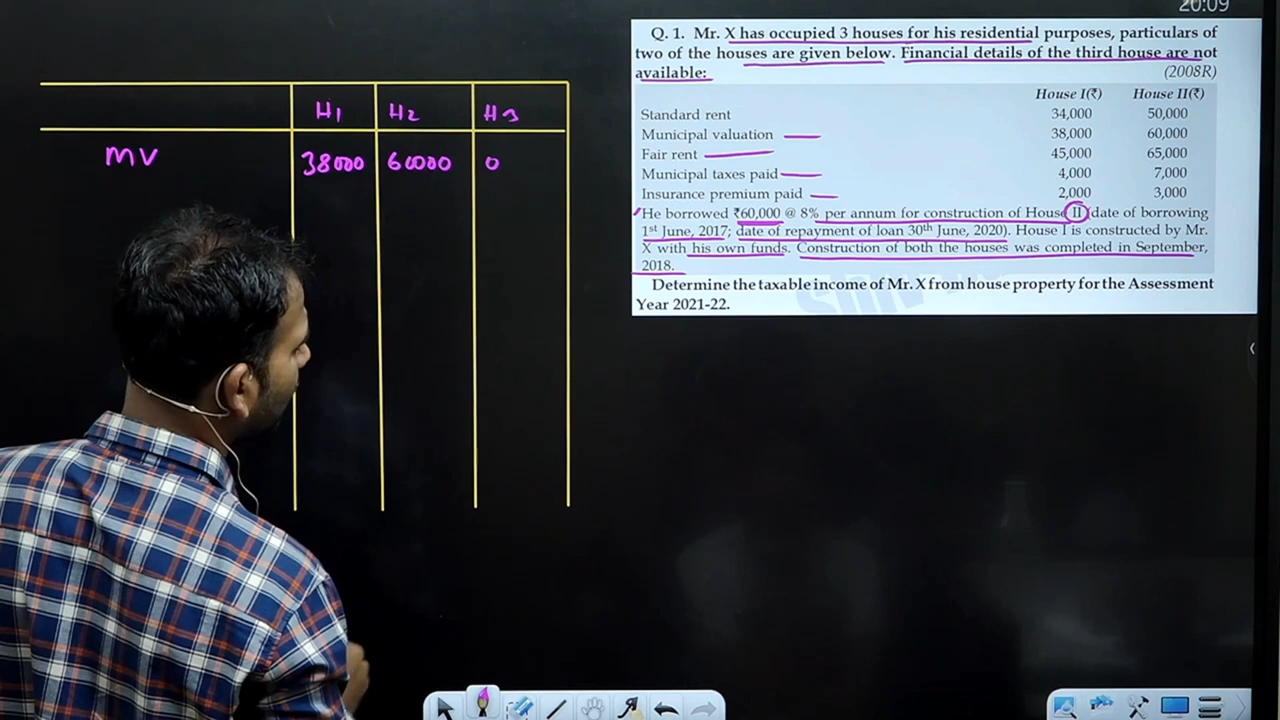 20:09
H1 H2 H3
MV 38000 60000 0
Q. 1. Mr. X has occupied 3 houses for his residential purposes, particulars of
two of the houses are given below. Financial details of the third house are not
available: (2008R)
House I(₹) House II(₹)
Standard rent 34,000 50,000
Municipal valuation 38,000 60,000
Fair rent 45,000 65,000
Municipal taxes paid 4,000 7,000
Insurance premium paid 2,000 3,000
He borrowed ₹60,000 @ 8% per annum for construction of House II (date of borrowing
1st June, 2017; date of repayment of loan 30th June, 2020). House I is constructed by Mr.
X with his own funds. Construction of both the houses was completed in September,
2018.
Determine the taxable income of Mr. X from house property for the Assessment
Year 2021-22.